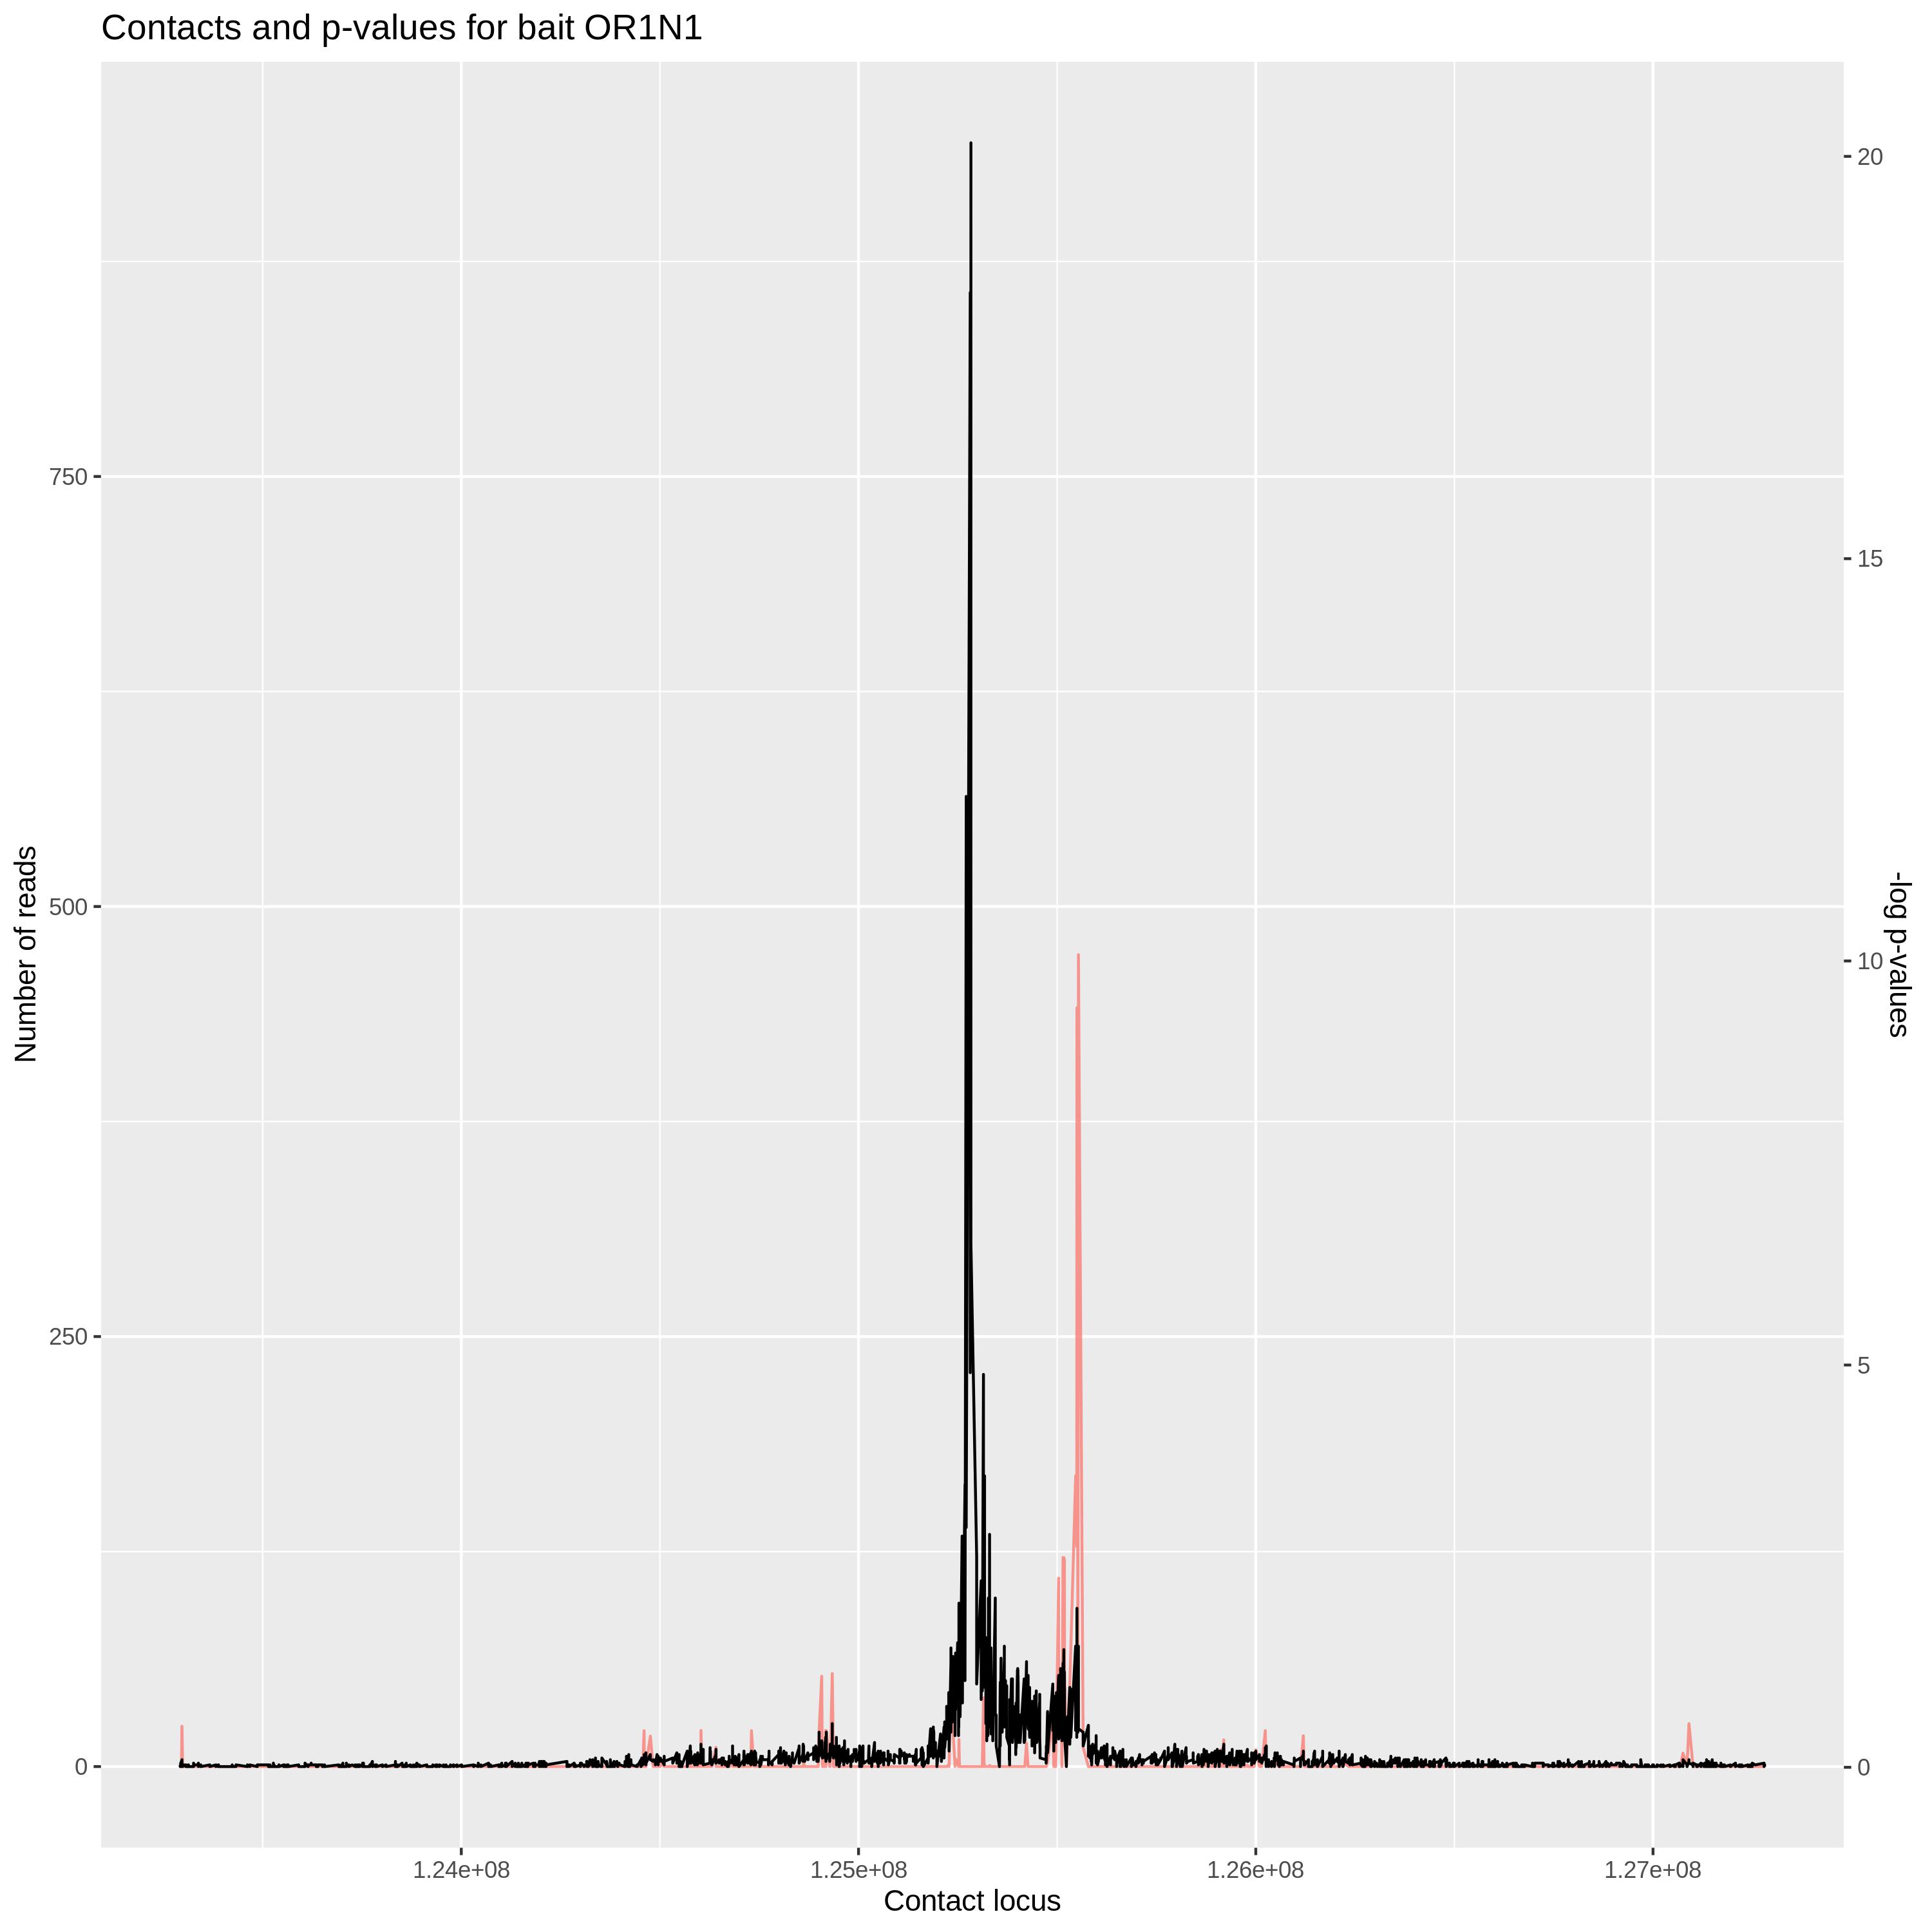 Contacts and p-values for bait OR1N1
Number of reads
750
500
250
0
20
15
10
5
0
-log p-values
1.24e+08
1.25e+08
1.26e+08
1.27e+08
Contact locus